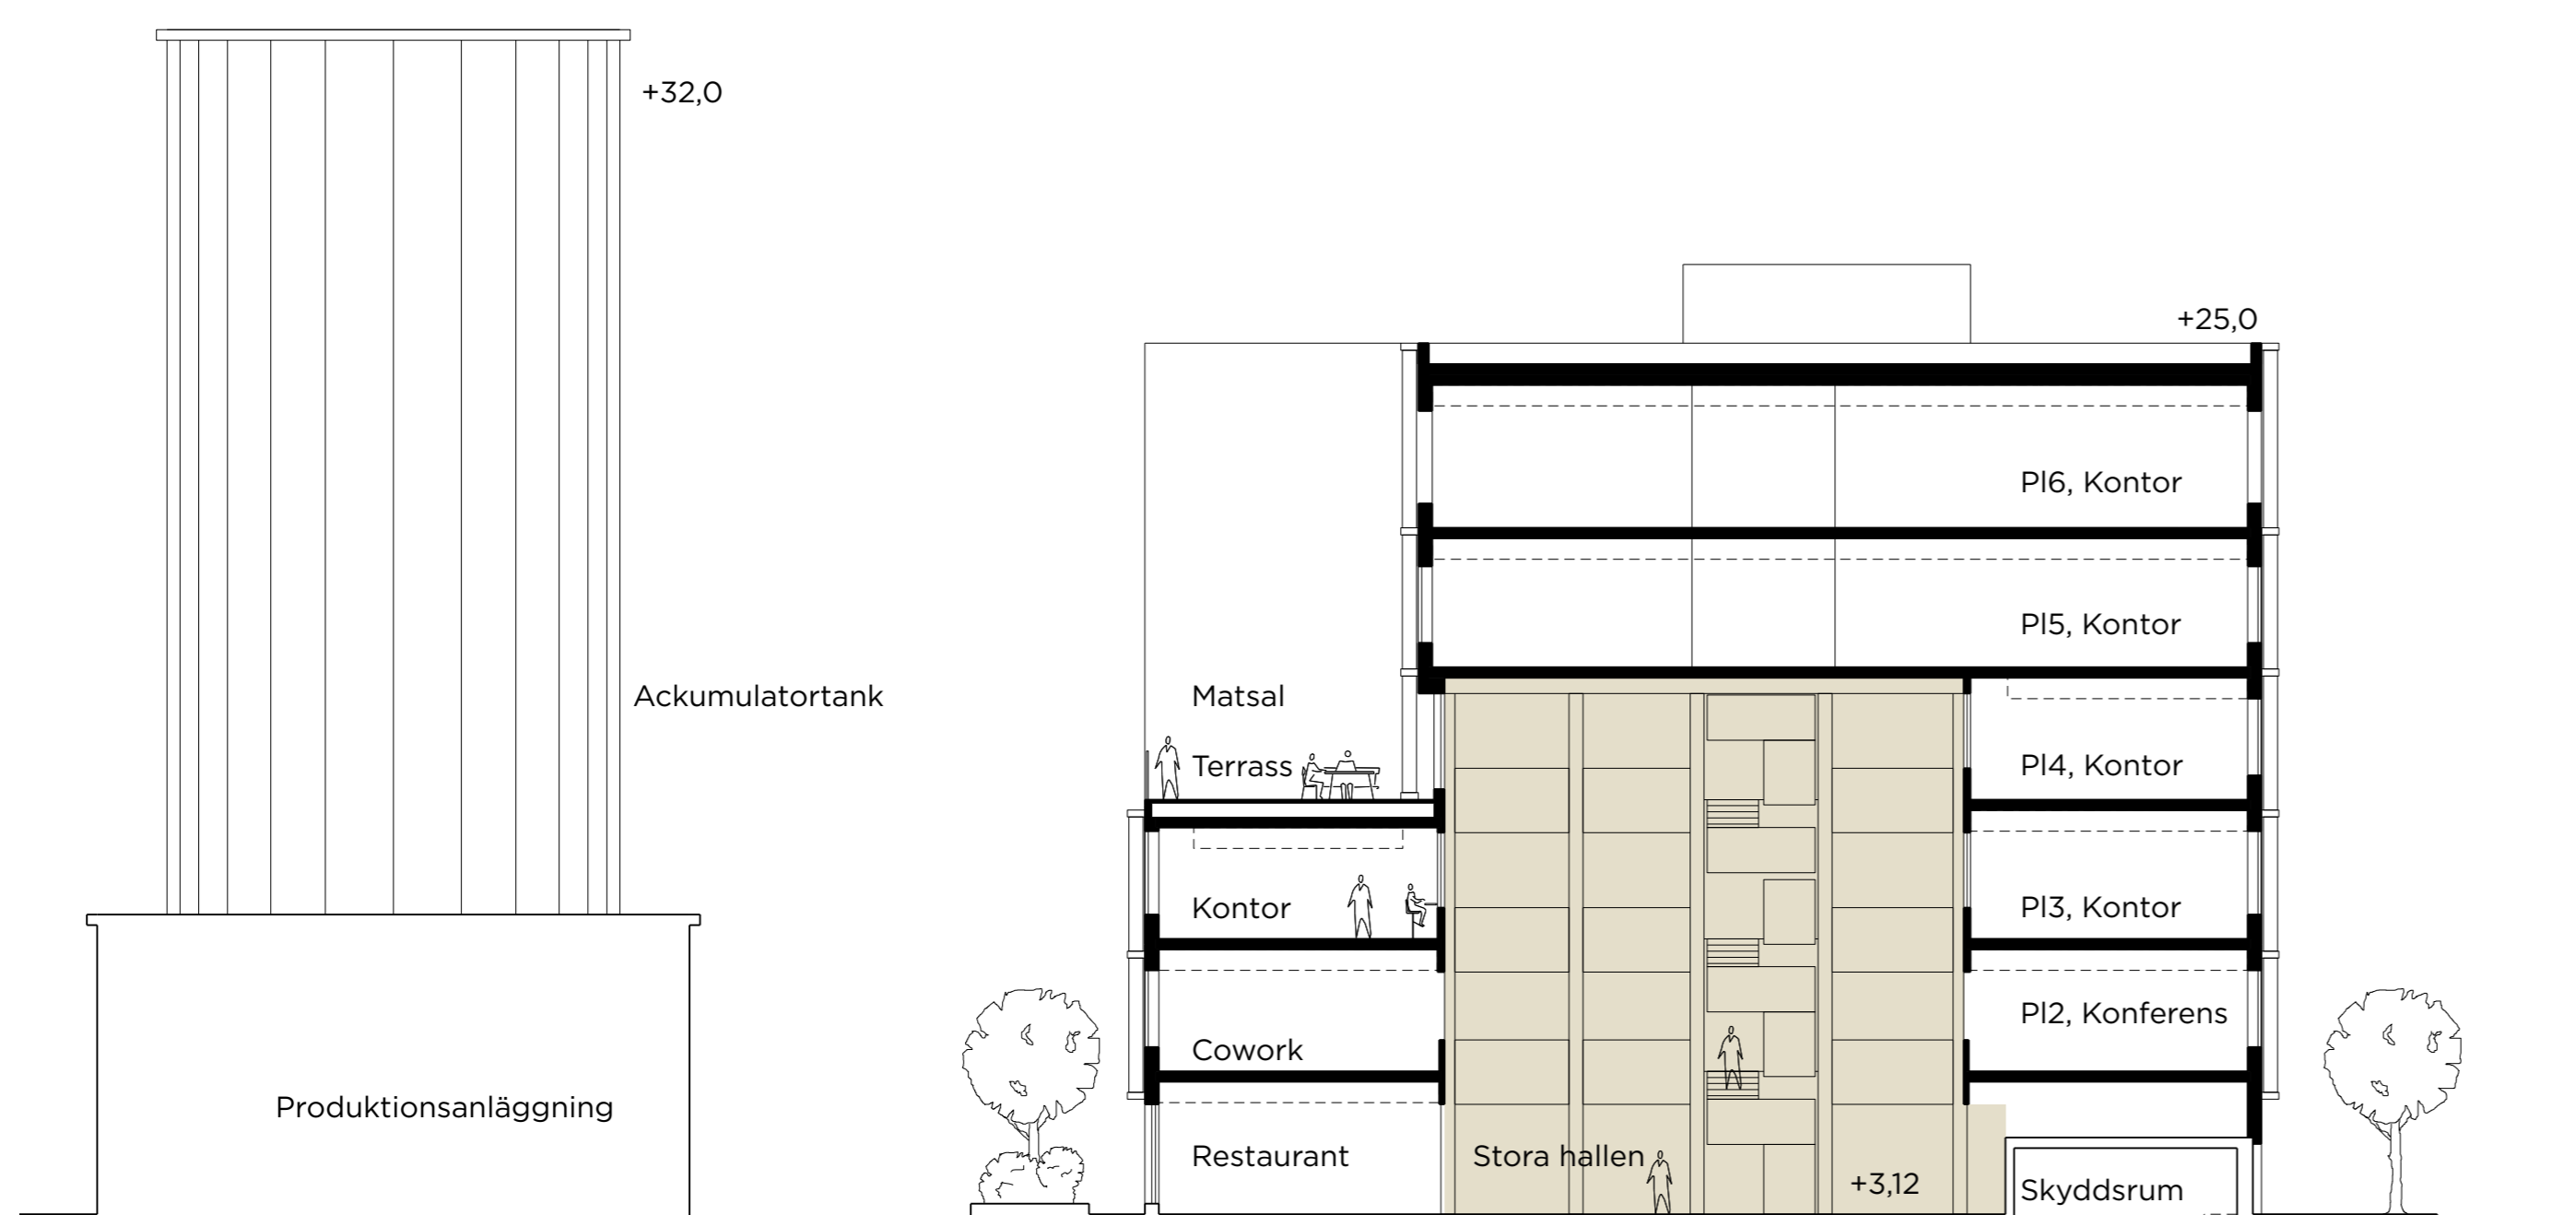 +32,0
+25,0
Pl6, Kontor
Pl5, Kontor
Ackumulatortank
Matsal
Terrass
Pl4, Kontor
Kontor
Pl3, Kontor
Pl2, Konferens
Cowork
Produktionsanläggning
Restaurant
Stora hallen
+3,12
Skyddsrum